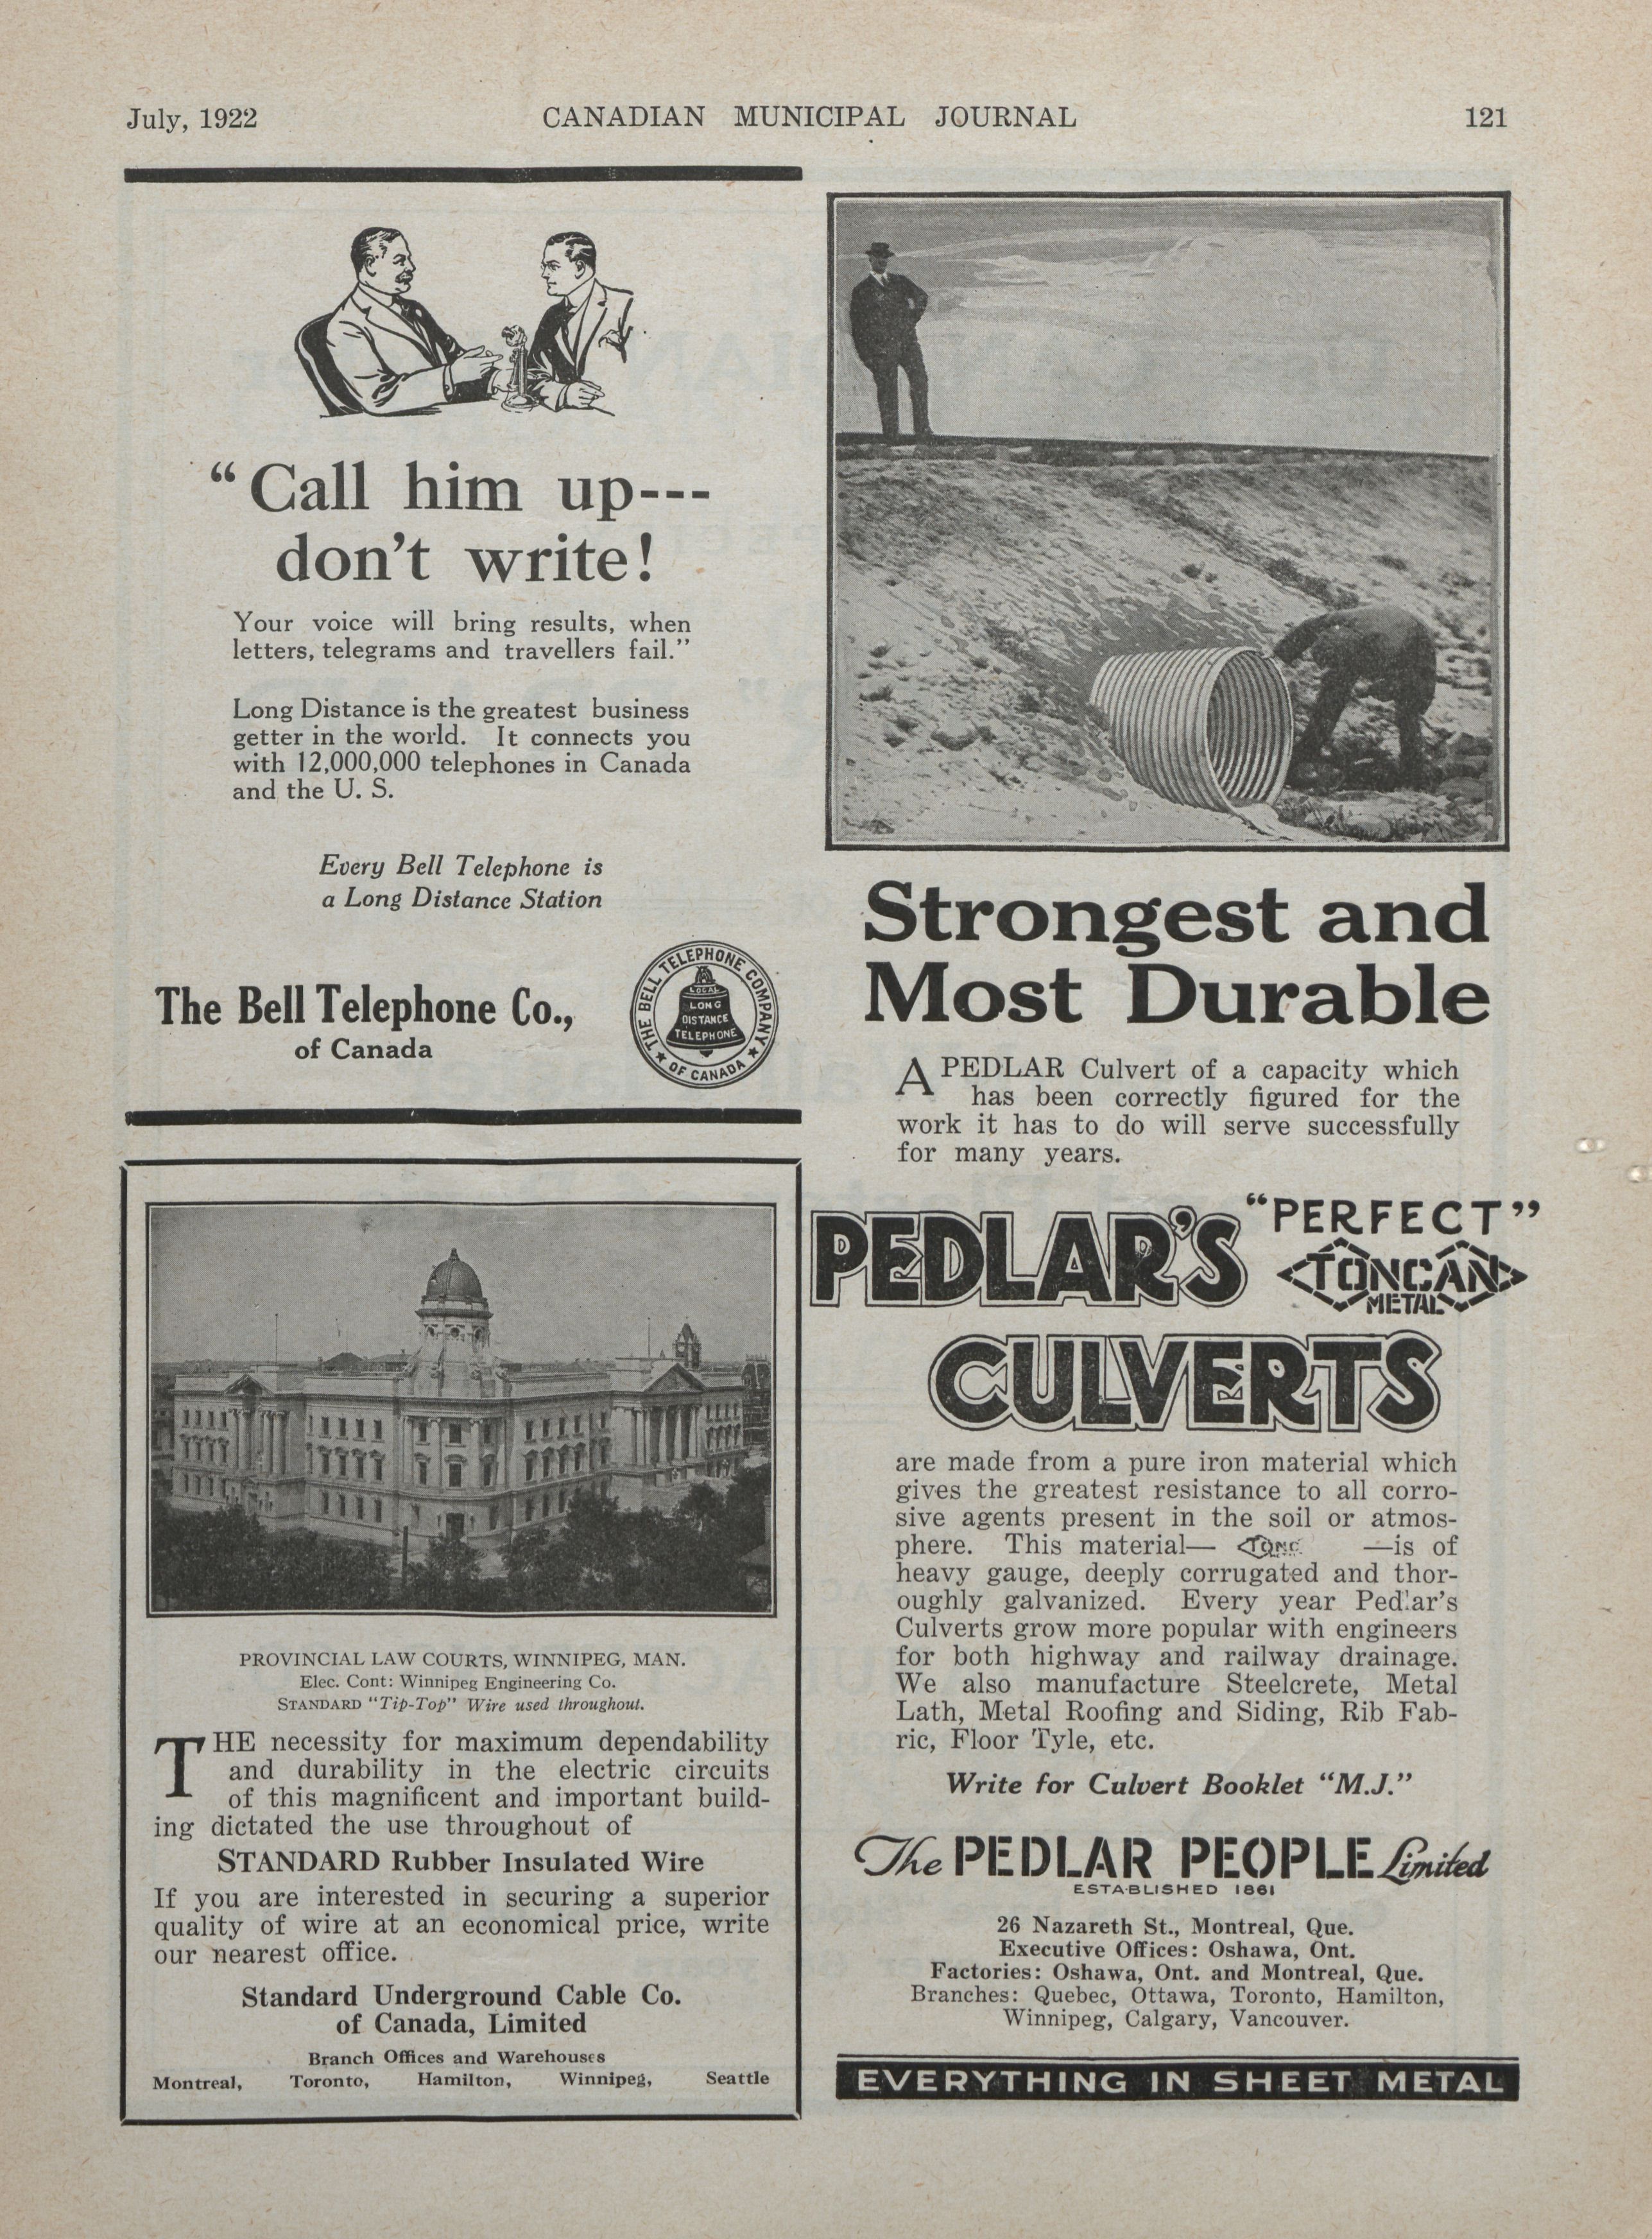 July, 1922 CANADIAN MUNICIPAL JOURNAL 121
“Call him up---
don't write!
Your voice will bring results, when
letters, telegrams and travellers fail.”
Long Distance is the greatest business
getter in the world. It connects you
with 12,000,000 telephones in Canada
and the U. S.
Every Bell Telephone is
a Long Distance Station
The Bell Telephone Co.,
of Canada
THE BELL TELEPHONE COMPANY
OF CANADA
LOCAL
LONG
DISTANCE
TELEPHONE
PROVINCIAL LAW COURTS, WINNIPEG, MAN.
Elec. Cont: Winnipeg Engineering Co.
STANDARD “Tip-Top” Wire used throughout.
THE necessity for maximum dependability
and durability in the electric circuits
of this magnificent and important build-
ing dictated the use throughout of
STANDARD Rubber Insulated Wire
If you are interested in securing a superior
quality of wire at an economical price, write
our nearest office.
Standard Underground Cable Co.
of Canada, Limited
Branch Offices and Warehouses
Montreal, Toronto, Hamilton, Winnipeg, Seattle
Strongest and
Most Durable
A PEDLAR Culvert of a capacity which
has been correctly figured for the
work it has to do will serve successfully
for many years.
PEDLAR'S “PERFECT”
TONCAN
METAL
CULVERTS
are made from a pure iron material which
gives the greatest resistance to all corro-
sive agents present in the soil or atmos-
phere. This material— —is of
heavy gauge, deeply corrugated and thor-
oughly galvanized. Every year Pedlar's
Culverts grow more popular with engineers
for both highway and railway drainage.
We also manufacture Steelcrete, Metal
Lath, Metal Roofing and Siding, Rib Fab-
ric, Floor Tyle, etc.
Write for Culvert Booklet “M.J.”
The PEDLAR PEOPLE Limited
ESTABLISHED 1861
26 Nazareth St., Montreal, Que.
Executive Offices: Oshawa, Ont.
Factories: Oshawa, Ont. and Montreal, Que.
Branches: Quebec, Ottawa, Toronto, Hamilton,
Winnipeg, Calgary, Vancouver.
EVERYTHING IN SHEET METAL